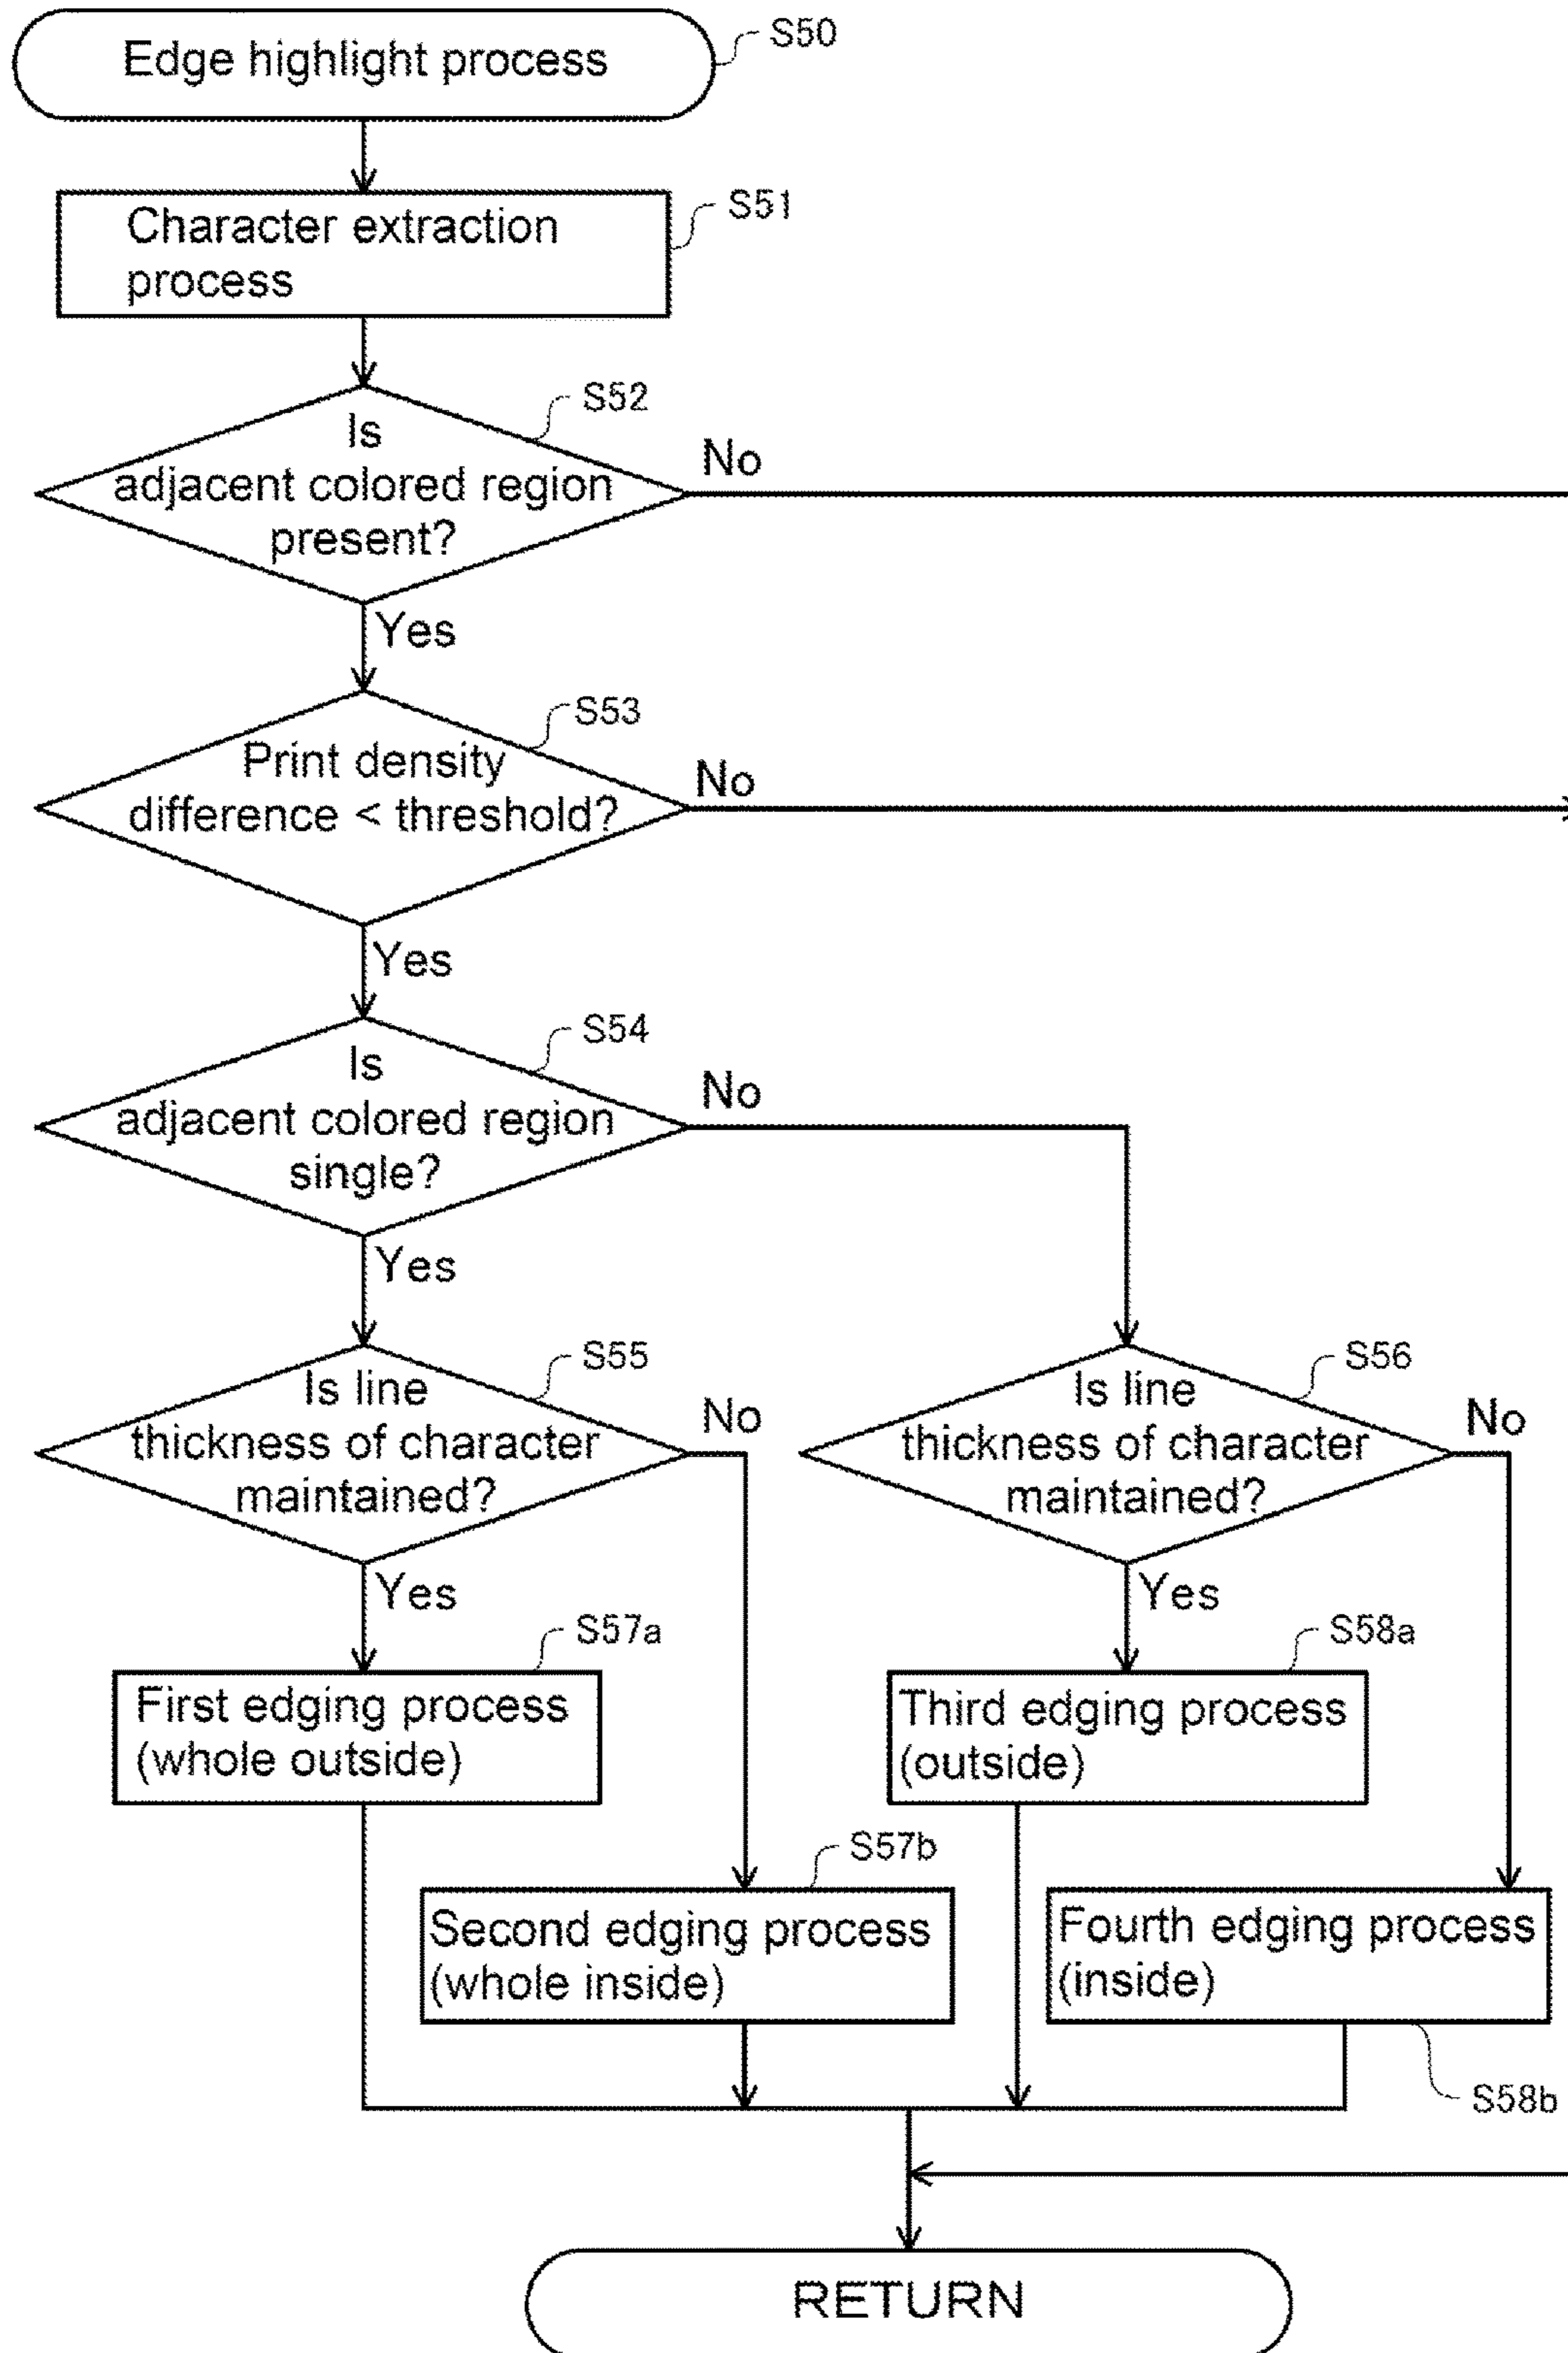 Edge highlight process
S50
Character extraction
process
S51
S52
Is
adjacent colored region
present?
No
Yes
S53
Print density
difference < threshold?
No
Yes
S54
Is
adjacent colored region
single?
No
Yes
S55
Is line
thickness of character
maintained?
No
Yes
S56
Is line
thickness of character
maintained?
No
Yes
S57a
First edging process
(whole outside)
S58a
Third edging process
(outside)
S57b
Second edging process
(whole inside)
Fourth edging process
(inside)
S58b
RETURN